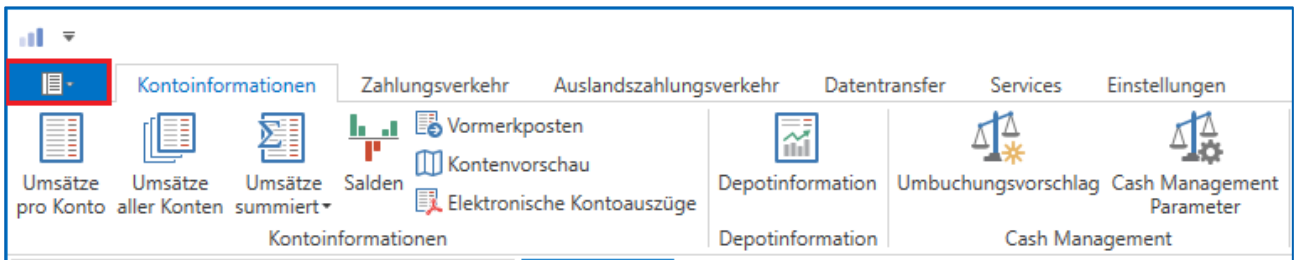 Kontoinformationen Zahlungsverkehr Auslandszahlungsverkehr Datentransfer Services Einstellungen
Umsätze pro Konto
Umsätze aller Konten
Umsätze summiert
Salden
Vormerkposten
Kontenvorschau
Elektronische Kontoauszüge
Depotinformation
Umbuchungsvorschlag
Cash Management Parameter
Kontoinformationen Depotinformation Cash Management